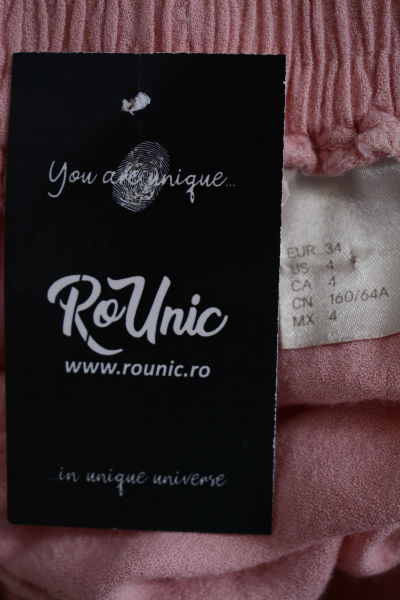 You are unique...
RoUnic
www.rounic.ro
...in unique universe
EUR 34
US 4
CA 4
CN 160/64A
MX 4